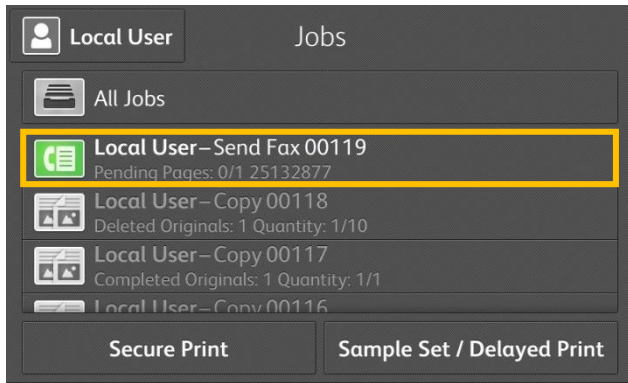 Local User
Jobs
All Jobs
Local User–Send Fax 00119
Pending Pages: 0/1 25132877
Local User–Copy 00118
Deleted Originals: 1 Quantity: 1/10
Local User–Copy 00117
Completed Originals: 1 Quantity: 1/1
Local User–Copy 00116
Secure Print
Sample Set / Delayed Print